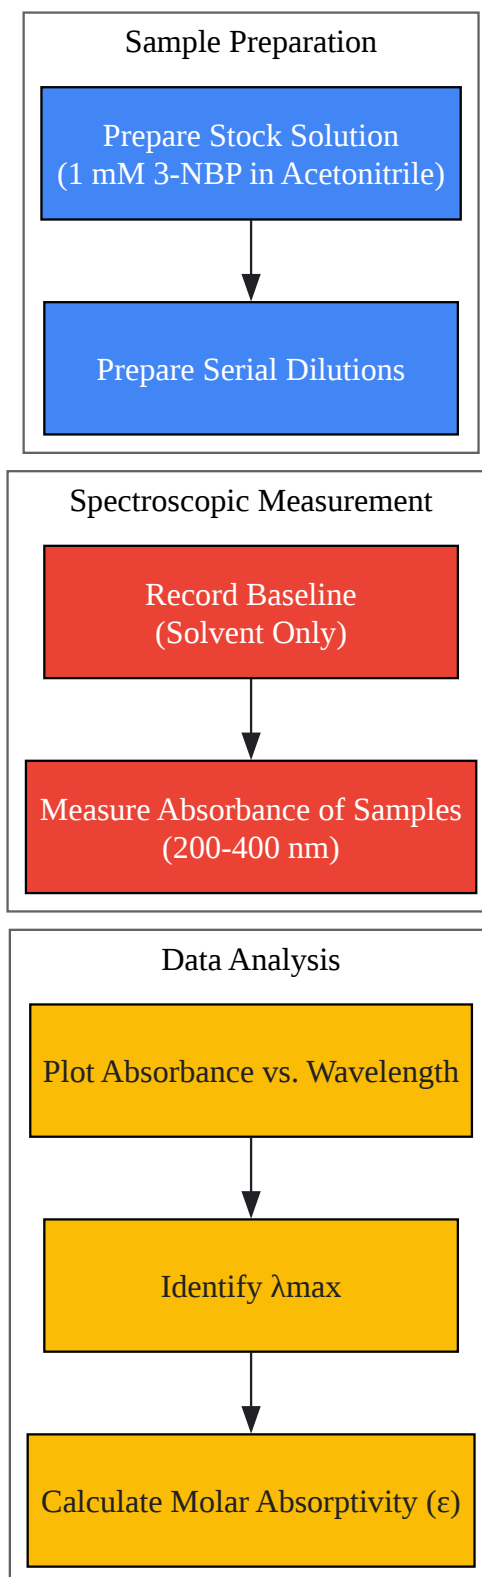 Sample Preparation
Prepare Stock Solution
(1 mM 3-NBP in Acetonitrile)
Prepare Serial Dilutions
Spectroscopic Measurement
Record Baseline
(Solvent Only)
Measure Absorbance of Samples
(200-400 nm)
Data Analysis
Plot Absorbance vs. Wavelength
Identify λmax
Calculate Molar Absorptivity (ε)